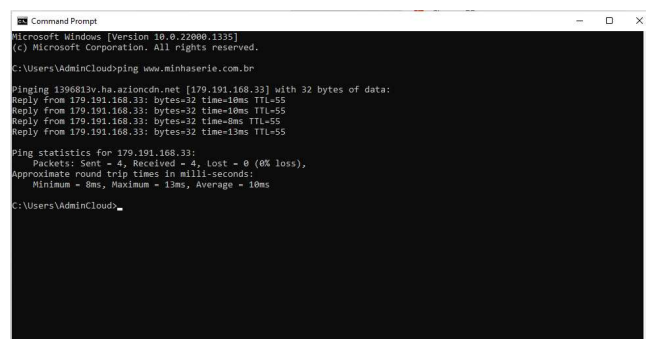 Command Prompt
Microsoft Windows [Version 10.0.22000.1335]
(c) Microsoft Corporation. All rights reserved.
C:\Users\AdminCloud>ping www.minhaserie.com.br
Pinging 1396813v.ha.azioncdn.net [179.191.168.33] with 32 bytes of data:
Reply from 179.191.168.33: bytes=32 time=10ms TTL=55
Reply from 179.191.168.33: bytes=32 time=10ms TTL=55
Reply from 179.191.168.33: bytes=32 time=8ms TTL=55
Reply from 179.191.168.33: bytes=32 time=13ms TTL=55
Ping statistics for 179.191.168.33:
Packets: Sent = 4, Received = 4, Lost = 0 (0% loss),
Approximate round trip times in milli-seconds:
Minimum = 8ms, Maximum = 13ms, Average = 10ms
C:\Users\AdminCloud>